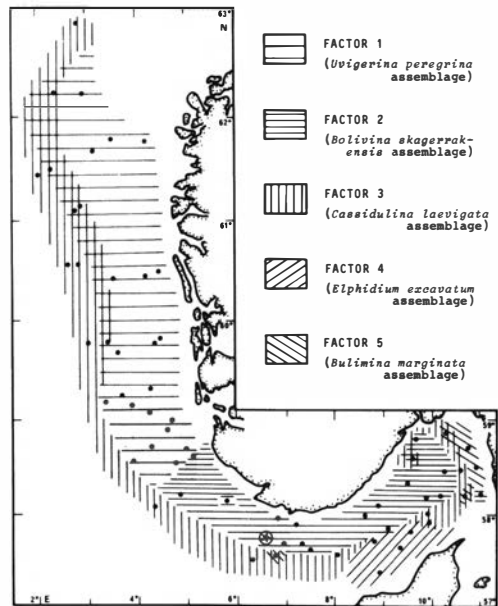 63°
N
FACTOR 1
(Uvigerina peregrina
assemblage)
FACTOR 2
(Bolivina skagerrak-
ensis assemblage)
62°
FACTOR 3
(Cassidulina laevigata
assemblage)
61°
FACTOR 4
(Elphidium excavatum
assemblage)
60
FACTOR 5
(Bulimina marginata
assemblage)
59°
58°
57°
2° E 4° 6° 8° 10°